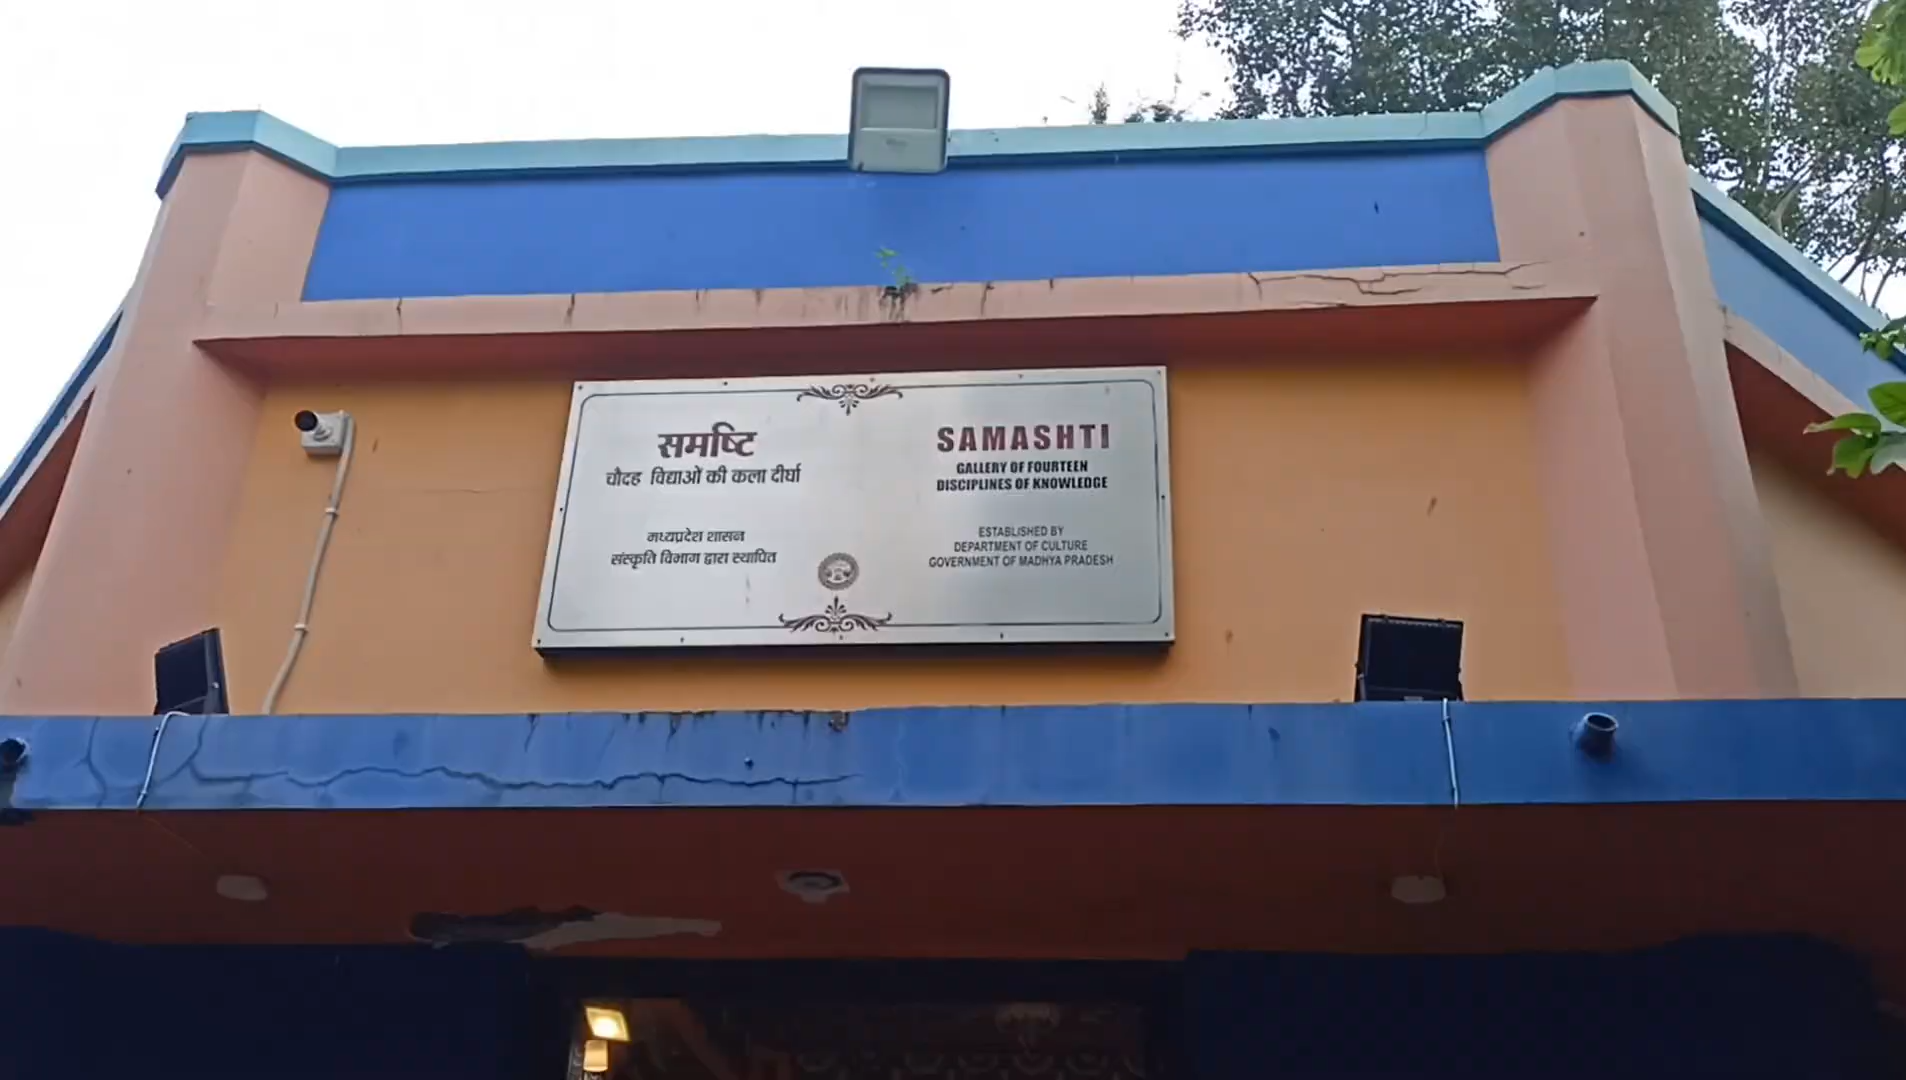 समष्टि
चौदह विद्याओं की कला दीर्घा
मध्यप्रदेश शासन
संस्कृति विभाग द्वारा स्थापित
SAMASHTI
GALLERY OF FOURTEEN
DISCIPLINES OF KNOWLEDGE
ESTABLISHED BY
DEPARTMENT OF CULTURE
GOVERNMENT OF MADHYA PRADESH